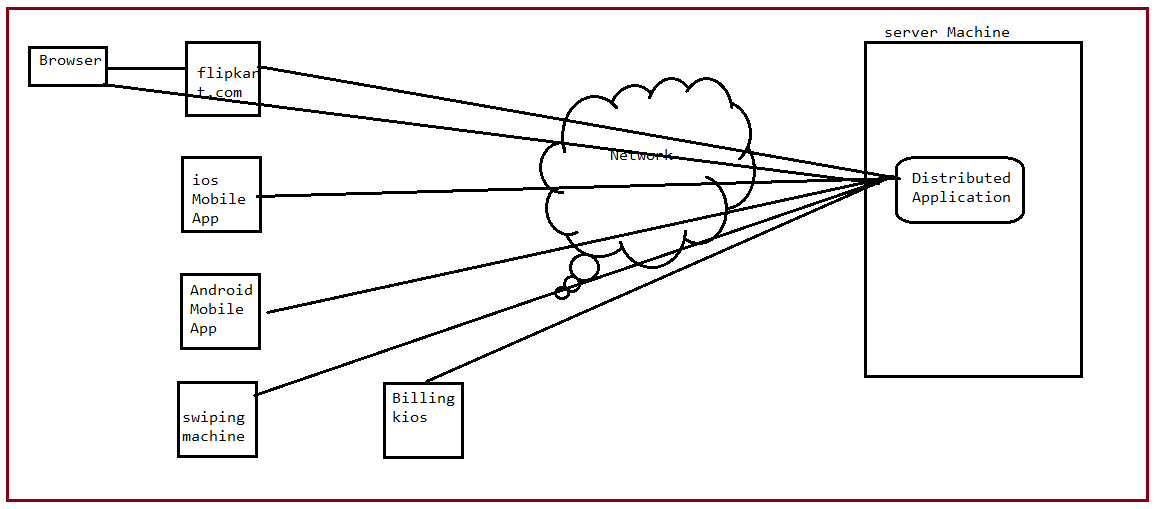 server Machine
Browser
flipkar
t.com
Network
ios
Mobile
App
Distributed
Application
Android
Mobile
App
swiping
machine
Billing
kios